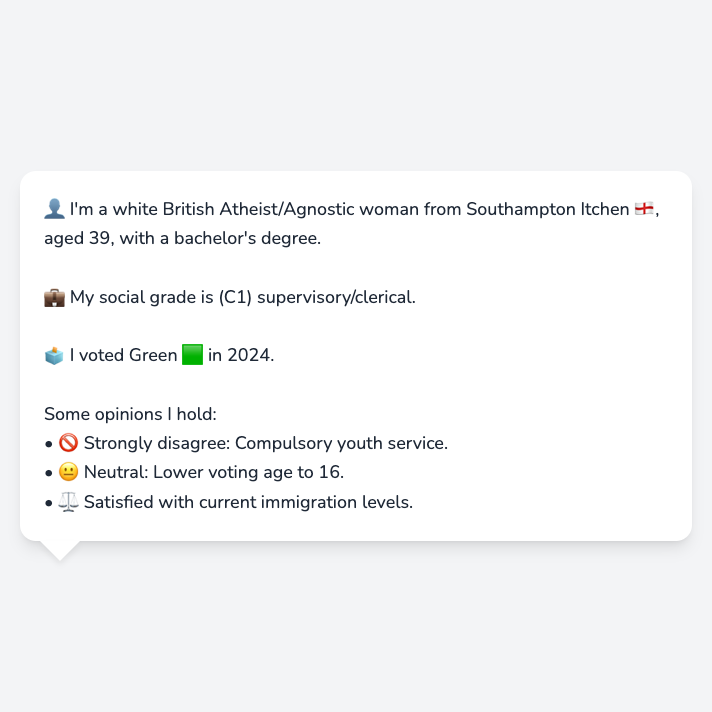 👤 I'm a white British Atheist/Agnostic woman from Southampton Itchen 🏴󠁧󠁢󠁥󠁮󠁧󠁿,
aged 39, with a bachelor's degree.
💼 My social grade is (C1) supervisory/clerical.
🗳️ I voted Green 🟩 in 2024.
Some opinions I hold:
• 🚫 Strongly disagree: Compulsory youth service.
• 😐 Neutral: Lower voting age to 16.
• ⚖️ Satisfied with current immigration levels.